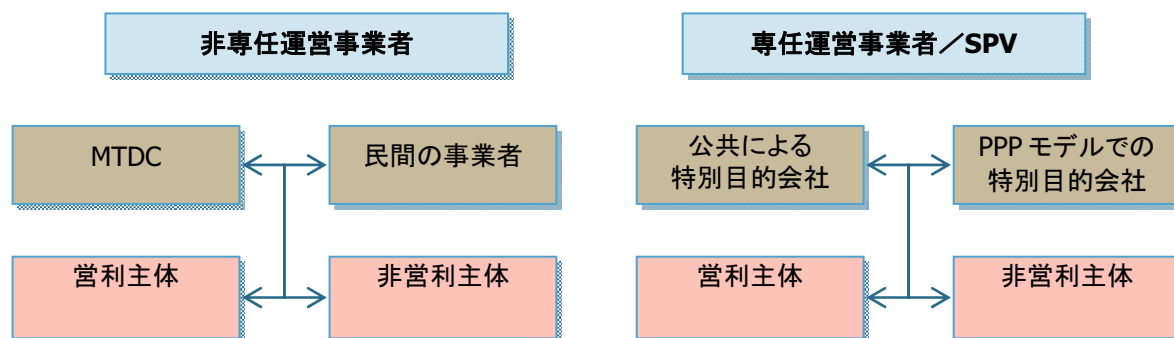 非専任運営事業者
専任運営事業者／SPV
MTDC
民間の事業者
公共による
特別目的会社
PPP モデルでの
特別目的会社
営利主体
非営利主体
営利主体
非営利主体